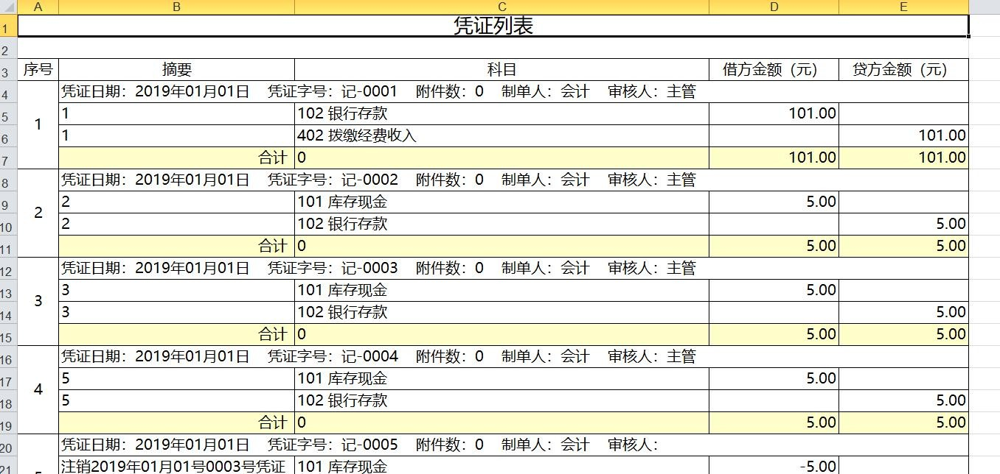 A B C D E
1 凭证列表
2
3 序号 摘要 科目 借方金额（元） 贷方金额（元）
4 凭证日期：2019年01月01日 凭证字号：记-0001 附件数：0 制单人：会计 审核人：主管
1
5 1 102 银行存款 101.00
6 1 402 拨缴经费收入 101.00
7 合计 0 101.00 101.00
8 凭证日期：2019年01月01日 凭证字号：记-0002 附件数：0 制单人：会计 审核人：主管
2
9 2 101 库存现金 5.00
10 2 102 银行存款 5.00
11 合计 0 5.00 5.00
12 凭证日期：2019年01月01日 凭证字号：记-0003 附件数：0 制单人：会计 审核人：主管
3
13 3 101 库存现金 5.00
14 3 102 银行存款 5.00
15 合计 0 5.00 5.00
16 凭证日期：2019年01月01日 凭证字号：记-0004 附件数：0 制单人：会计 审核人：主管
4
17 5 101 库存现金 5.00
18 5 102 银行存款 5.00
19 合计 0 5.00 5.00
20 凭证日期：2019年01月01日 凭证字号：记-0005 附件数：0 制单人：会计 审核人：
21 注销2019年01月01号0003号凭证 101 库存现金 -5.00